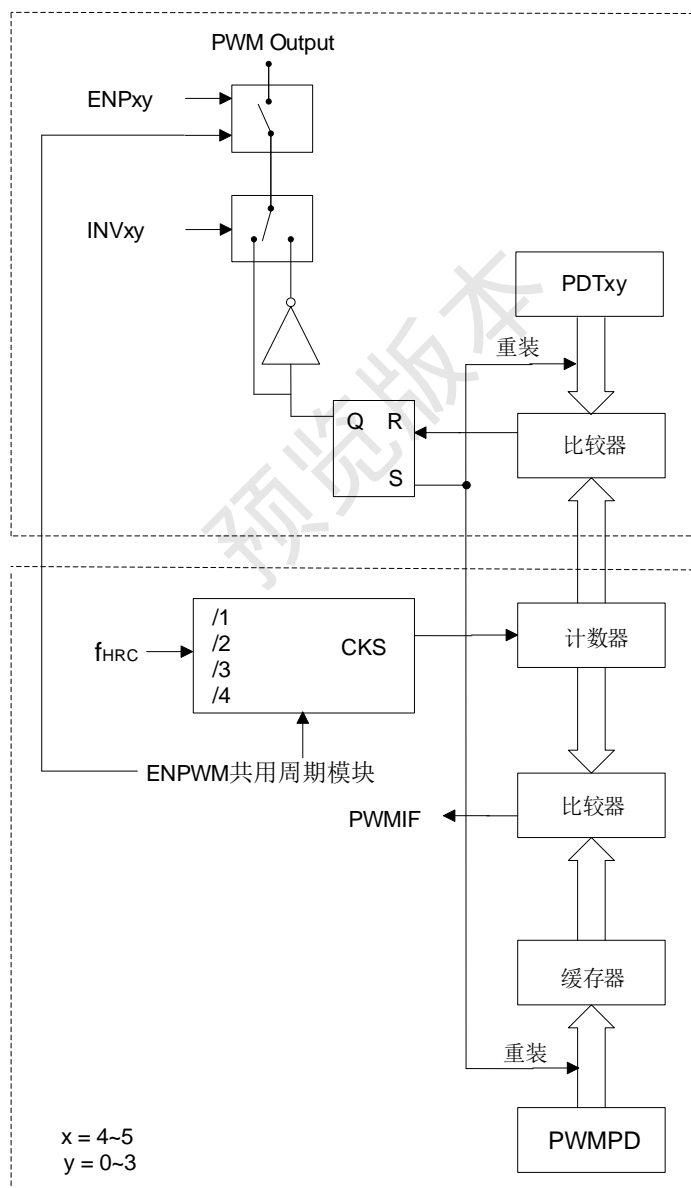 PWM Output
ENPxy
INVxy
PDTxy
重装
Q R
S
比较器
预览版本
/1
/2
/3
/4
CKS
fHRC
计数器
ENPWM共用周期模块
PWMIF
比较器
缓存器
重装
PWMPD
x = 4~5
y = 0~3